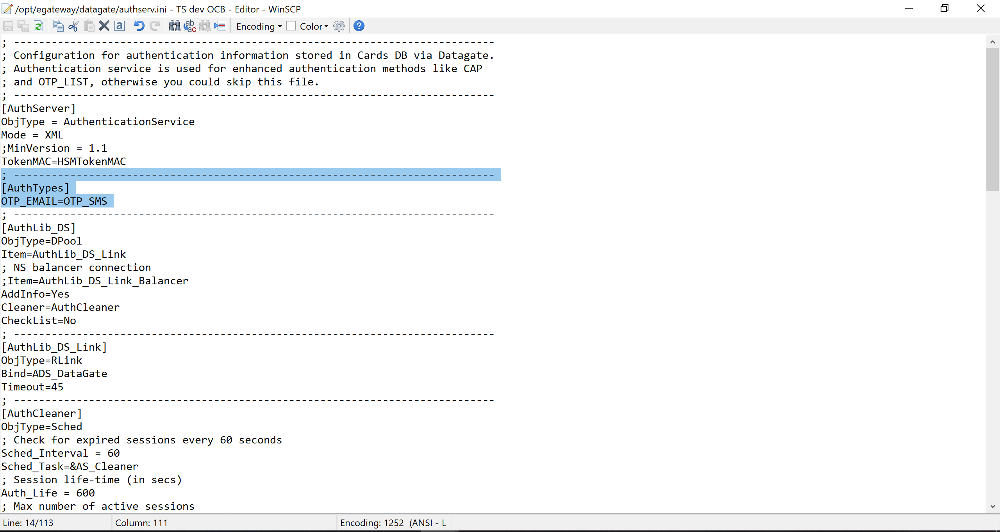 /opt/egateway/datagate/authserv.ini - TS dev OCB - Editor - WinSCP
Encoding Color
; -----------------------------------------------------------------------------
; Configuration for authentication information stored in Cards DB via Datagate.
; Authentication service is used for enhanced authentication methods like CAP
; and OTP_LIST, otherwise you could skip this file.
; -----------------------------------------------------------------------------
[AuthServer]
ObjType = AuthenticationService
Mode = XML
;MinVersion = 1.1
TokenMAC=HSMTokenMAC
; -----------------------------------------------------------------------------
[AuthTypes]
OTP_EMAIL=OTP_SMS
; -----------------------------------------------------------------------------
[AuthLib_DS]
ObjType=DPool
Item=AuthLib_DS_Link
; NS balancer connection
;Item=AuthLib_DS_Link_Balancer
AddInfo=Yes
Cleaner=AuthCleaner
CheckList=No
; -----------------------------------------------------------------------------
[AuthLib_DS_Link]
ObjType=RLink
Bind=ADS_DataGate
Timeout=45
; -----------------------------------------------------------------------------
[AuthCleaner]
ObjType=Sched
; Check for expired sessions every 60 seconds
Sched_Interval = 60
Sched_Task=&AS_Cleaner
; Session life-time (in secs)
Auth_Life = 600
; Max number of active sessions
Line: 14/113 Column: 111 Encoding: 1252 (ANSI - L